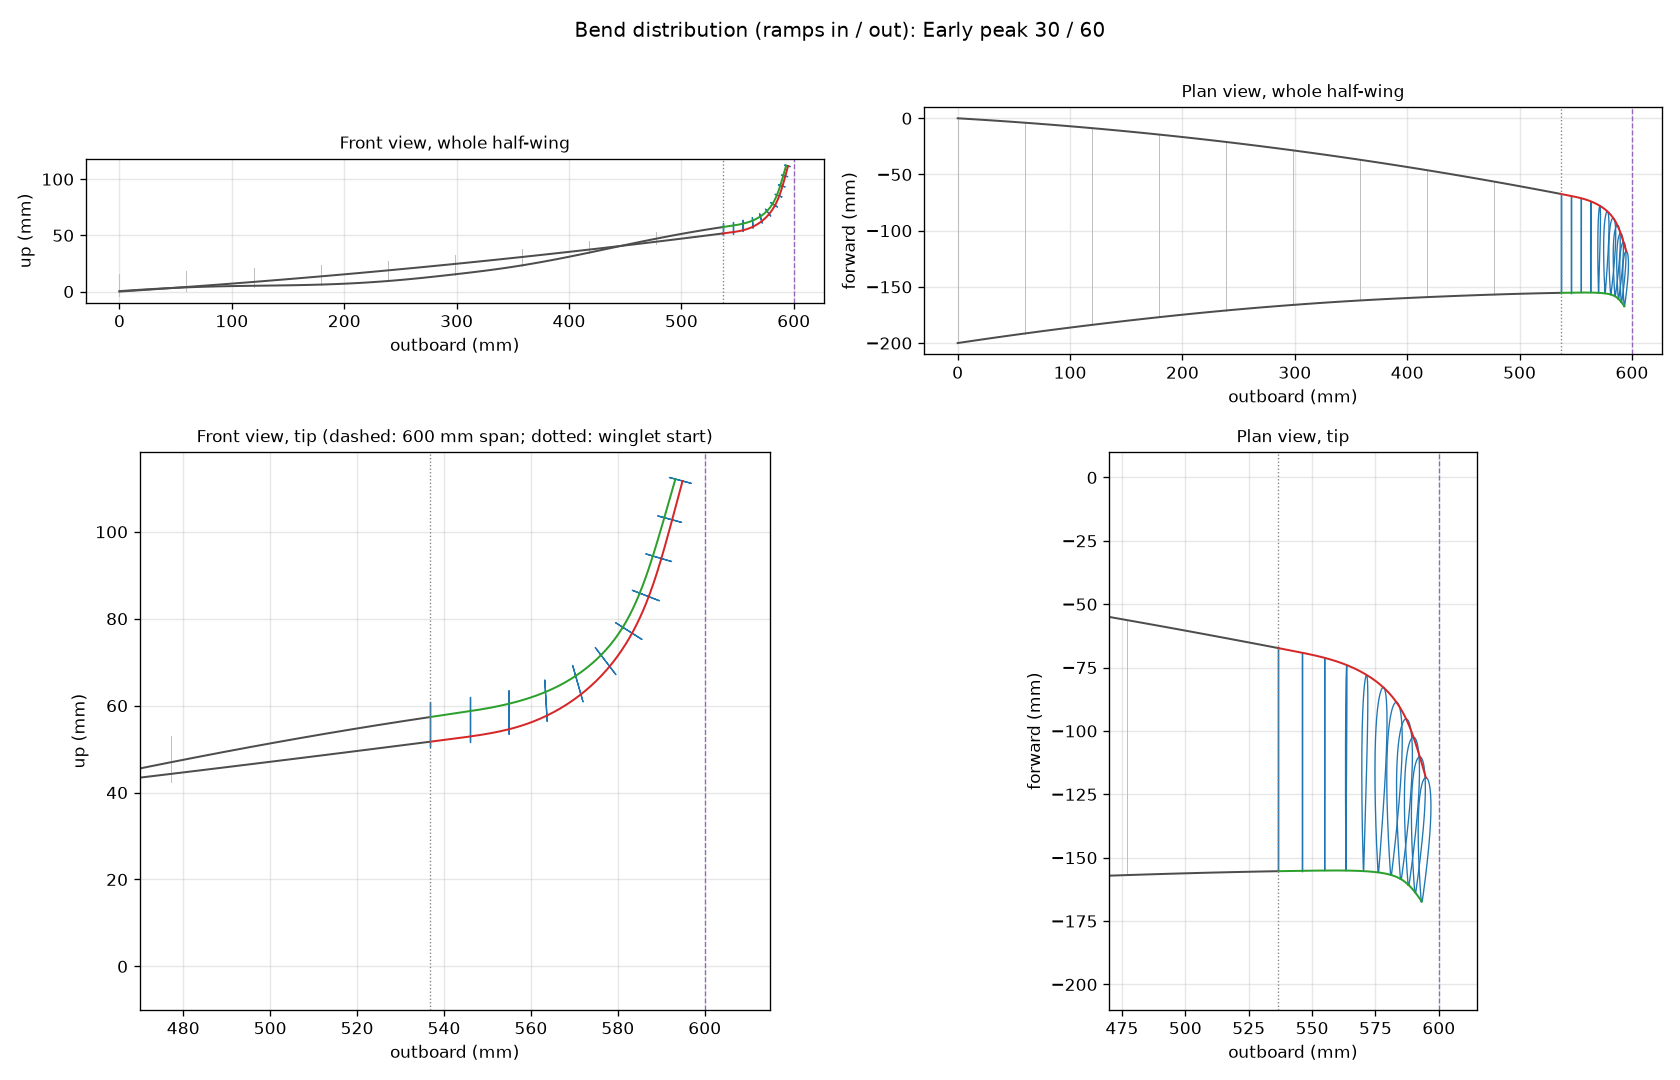 Bend distribution (ramps in / out): Early peak 30 / 60
Front view, whole half-wing
up (mm)
100
50
0
0 100 200 300 400 500 600
outboard (mm)
Plan view, whole half-wing
forward (mm)
0
−50
−100
−150
−200
0 100 200 300 400 500 600
outboard (mm)
Front view, tip (dashed: 600 mm span; dotted: winglet start)
up (mm)
100
80
60
40
20
0
480 500 520 540 560 580 600
outboard (mm)
Plan view, tip
forward (mm)
0
−25
−50
−75
−100
−125
−150
−175
−200
475 500 525 550 575 600
outboard (mm)